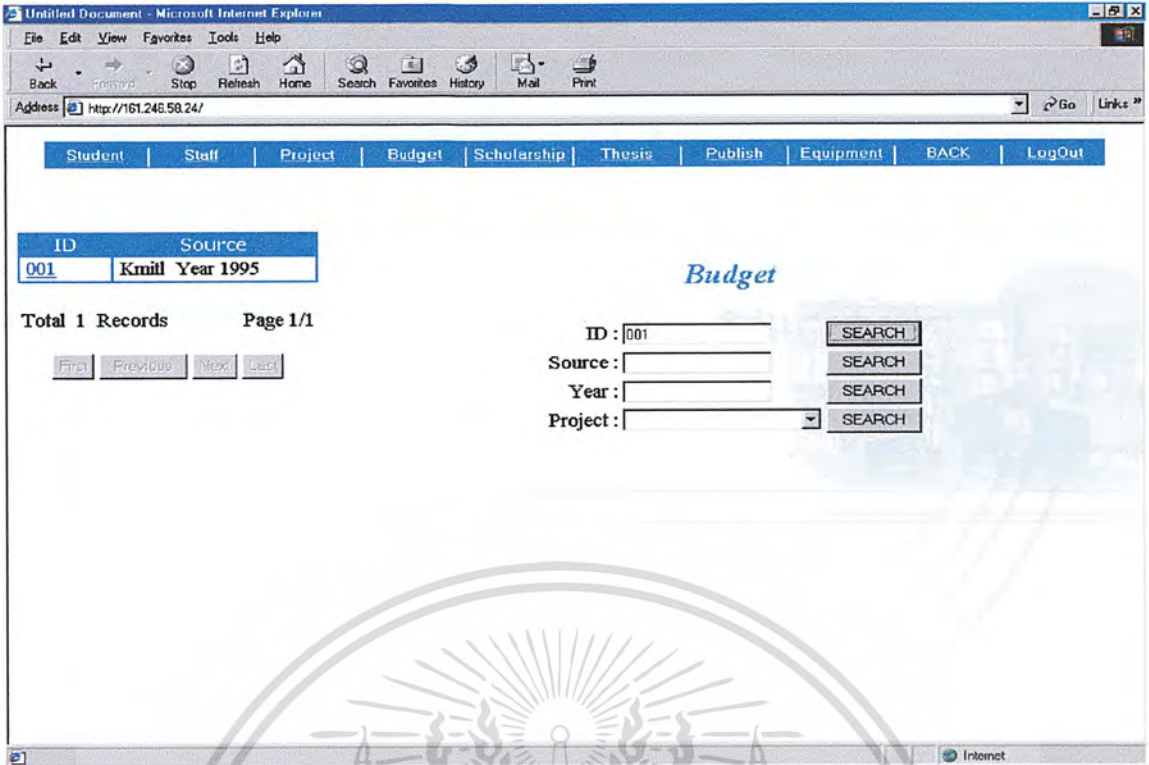 Untitled Document - Microsoft Internet Explorer
File Edit View Favorites Tools Help
Back Forward Stop Refresh Home Search Favorites History Mail Print
Address http://161.246.58.24/ Go Links »
Student | Staff | Project | Budget | Scholarship | Thesis | Publish | Equipment | BACK | LogOut
ID Source
001 Kmitl Year 1995
Total 1 Records Page 1/1
First Previous Next Last
Budget
ID : 001 SEARCH
Source : SEARCH
Year : SEARCH
Project : SEARCH
Internet